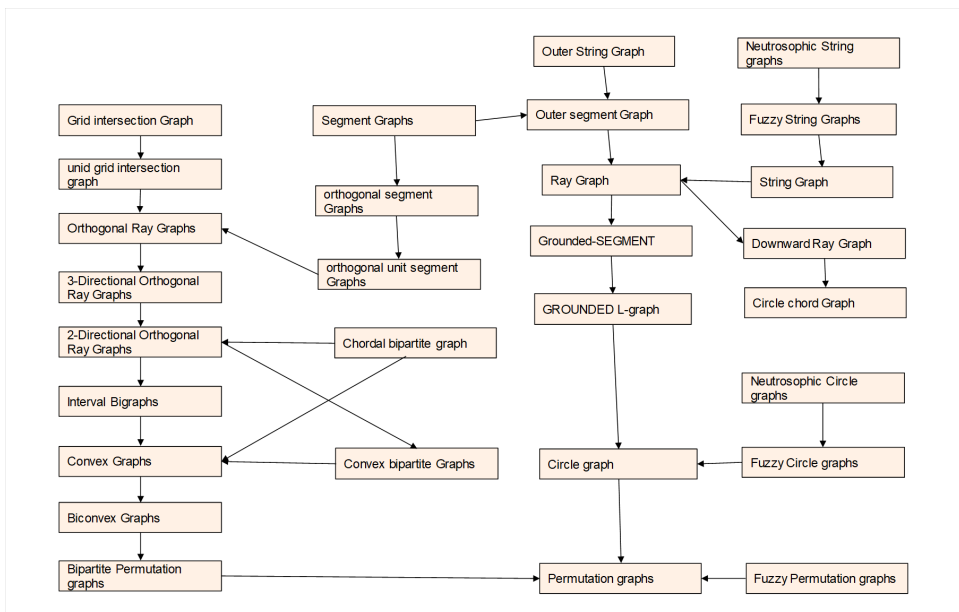 Outer String Graph
Neutrosophic String
graphs
Grid intersection Graph
Segment Graphs
Outer segment Graph
Fuzzy String Graphs
unid grid intersection
graph
Ray Graph
String Graph
orthogonal segment
Graphs
Orthogonal Ray Graphs
Grounded-SEGMENT
Downward Ray Graph
3-Directional Orthogonal
Ray Graphs
orthogonal unit segment
Graphs
GROUNDED L-graph
Circle chord Graph
2-Directional Orthogonal
Ray Graphs
Chordal bipartite graph
Interval Bigraphs
Neutrosophic Circle
graphs
Convex Graphs
Convex bipartite Graphs
Circle graph
Fuzzy Circle graphs
Biconvex Graphs
Bipartite Permutation
graphs
Permutation graphs
Fuzzy Permutation graphs